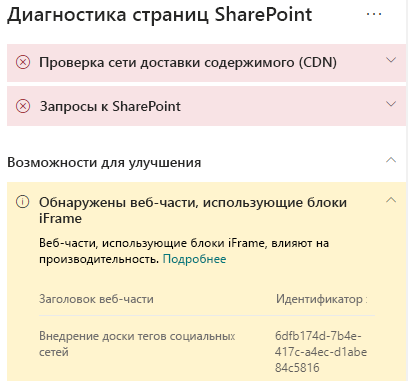 Диагностика страниц SharePoint
Проверка сети доставки содержимого (CDN)
Запросы к SharePoint
Возможности для улучшения
Обнаружены веб-части, использующие блоки
iFrame
Веб-части, использующие блоки iFrame, влияют на
производительность. Подробнее
Заголовок веб-части Идентификатор
Внедрение доски тегов социальных
сетей
6dfb174d-7b4e-
417c-a4ec-d1abe
84c5816